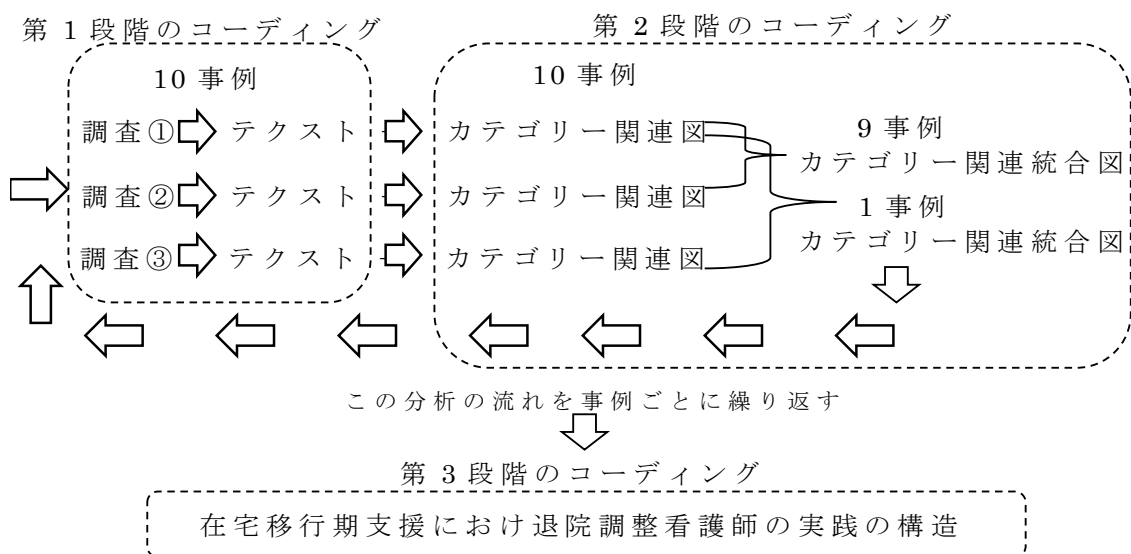 第1段階のコーディング
第2段階のコーディング
10事例
10事例
調査①
テクスト
カテゴリー関連図
9事例
カテゴリー関連統合図
調査②
テクスト
カテゴリー関連図
1事例
カテゴリー関連統合図
調査③
テクスト
カテゴリー関連図
この分析の流れを事例ごとに繰り返す
第3段階のコーディング
在宅移行期支援におけ退院調整看護師の実践の構造